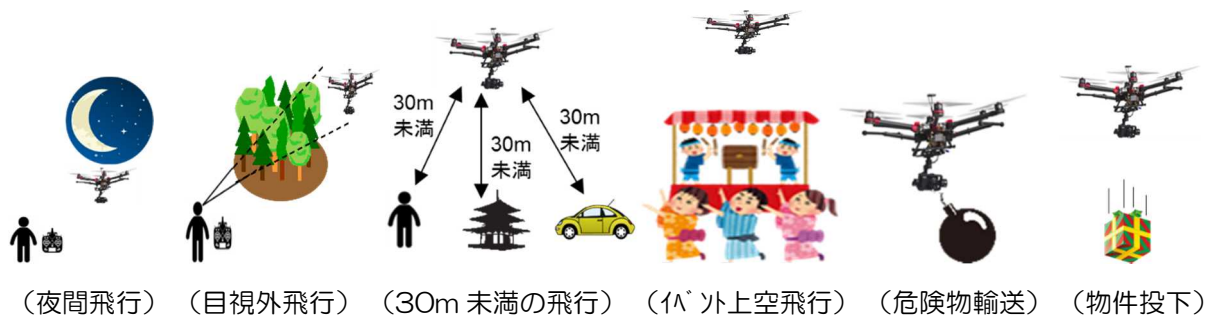 30m
未満
30m
未満
30m
未満
（夜間飛行）
（目視外飛行）
（30m 未満の飛行）
（ｲﾍﾞﾝﾄ上空飛行）
（危険物輸送）
（物件投下）